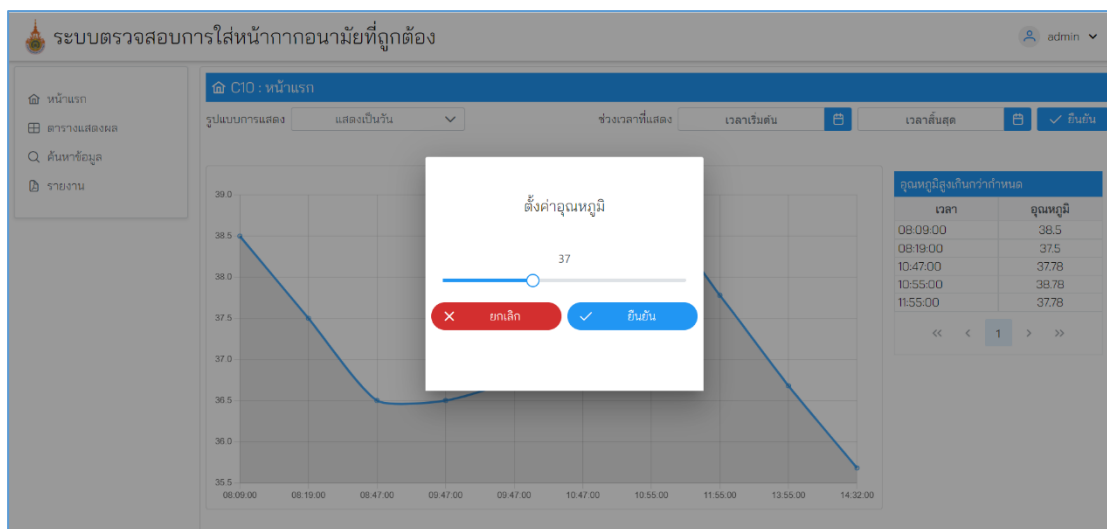 ระบบตรวจสอบการใส่หน้ากากอนามัยที่ถูกต้อง
admin
หน้าแรก
ตารางแสดงผล
ค้นหาข้อมูล
รายงาน
C10 : หน้าแรก
รูปแบบการแสดง แสดงเป็นวัน ช่วงเวลาที่แสดง เวลาเริ่มต้น เวลาสิ้นสุด ยืนยัน
39.0
38.5
38.0
37.5
37.0
36.5
36.0
35.5
08:09:00 08:19:00 08:47:00 09:47:00 09:47:00 10:47:00 10:55:00 11:55:00 13:55:00 14:32:00
ตั้งค่าอุณหภูมิ
37
ยกเลิก ยืนยัน
อุณหภูมิสูงเกินกว่ากำหนด
เวลา อุณหภูมิ
08:09:00 38.5
08:19:00 37.5
10:47:00 37.78
10:55:00 38.78
11:55:00 37.78
<< < 1 > >>